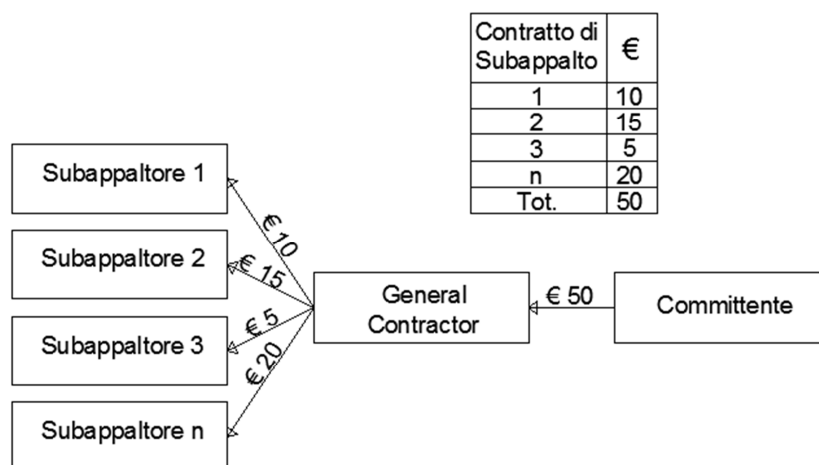 Contratto di
Subappalto €
1 10
2 15
3 5
n 20
Tot. 50
Subappaltore 1
€ 10
Subappaltore 2
€ 15
General
Contractor
€ 50
Committente
Subappaltore 3
€ 5
€ 20
Subappaltore n